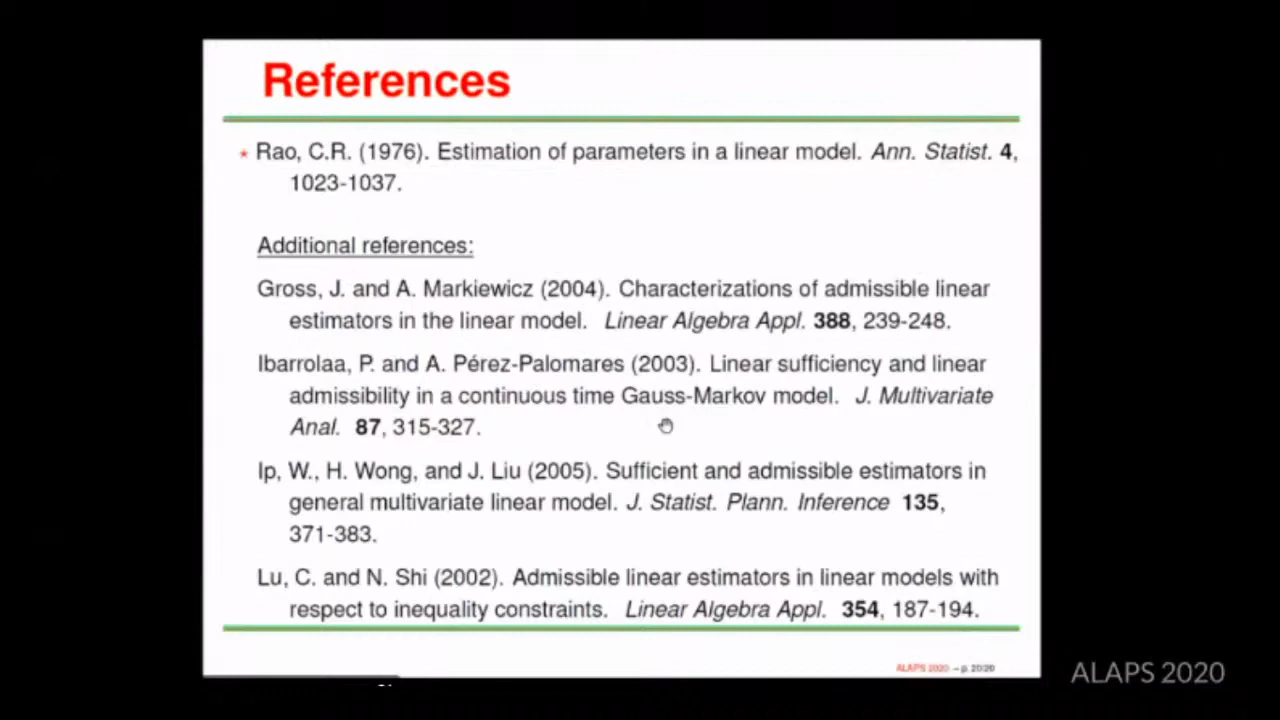 References
⋆ Rao, C.R. (1976). Estimation of parameters in a linear model. Ann. Statist. 4,
1023-1037.
Additional references:
Gross, J. and A. Markiewicz (2004). Characterizations of admissible linear
estimators in the linear model. Linear Algebra Appl. 388, 239-248.
Ibarrolaa, P. and A. Pérez-Palomares (2003). Linear sufficiency and linear
admissibility in a continuous time Gauss-Markov model. J. Multivariate
Anal. 87, 315-327.
Ip, W., H. Wong, and J. Liu (2005). Sufficient and admissible estimators in
general multivariate linear model. J. Statist. Plann. Inference 135,
371-383.
Lu, C. and N. Shi (2002). Admissible linear estimators in linear models with
respect to inequality constraints. Linear Algebra Appl. 354, 187-194.
ALAPS 2020 – p. 20/20
ALAPS 2020